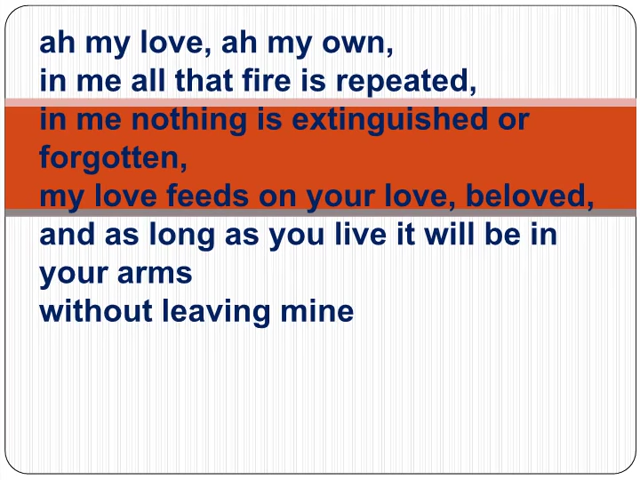 ah my love, ah my own,
in me all that fire is repeated,
in me nothing is extinguished or
forgotten,
my love feeds on your love, beloved,
and as long as you live it will be in
your arms
without leaving mine